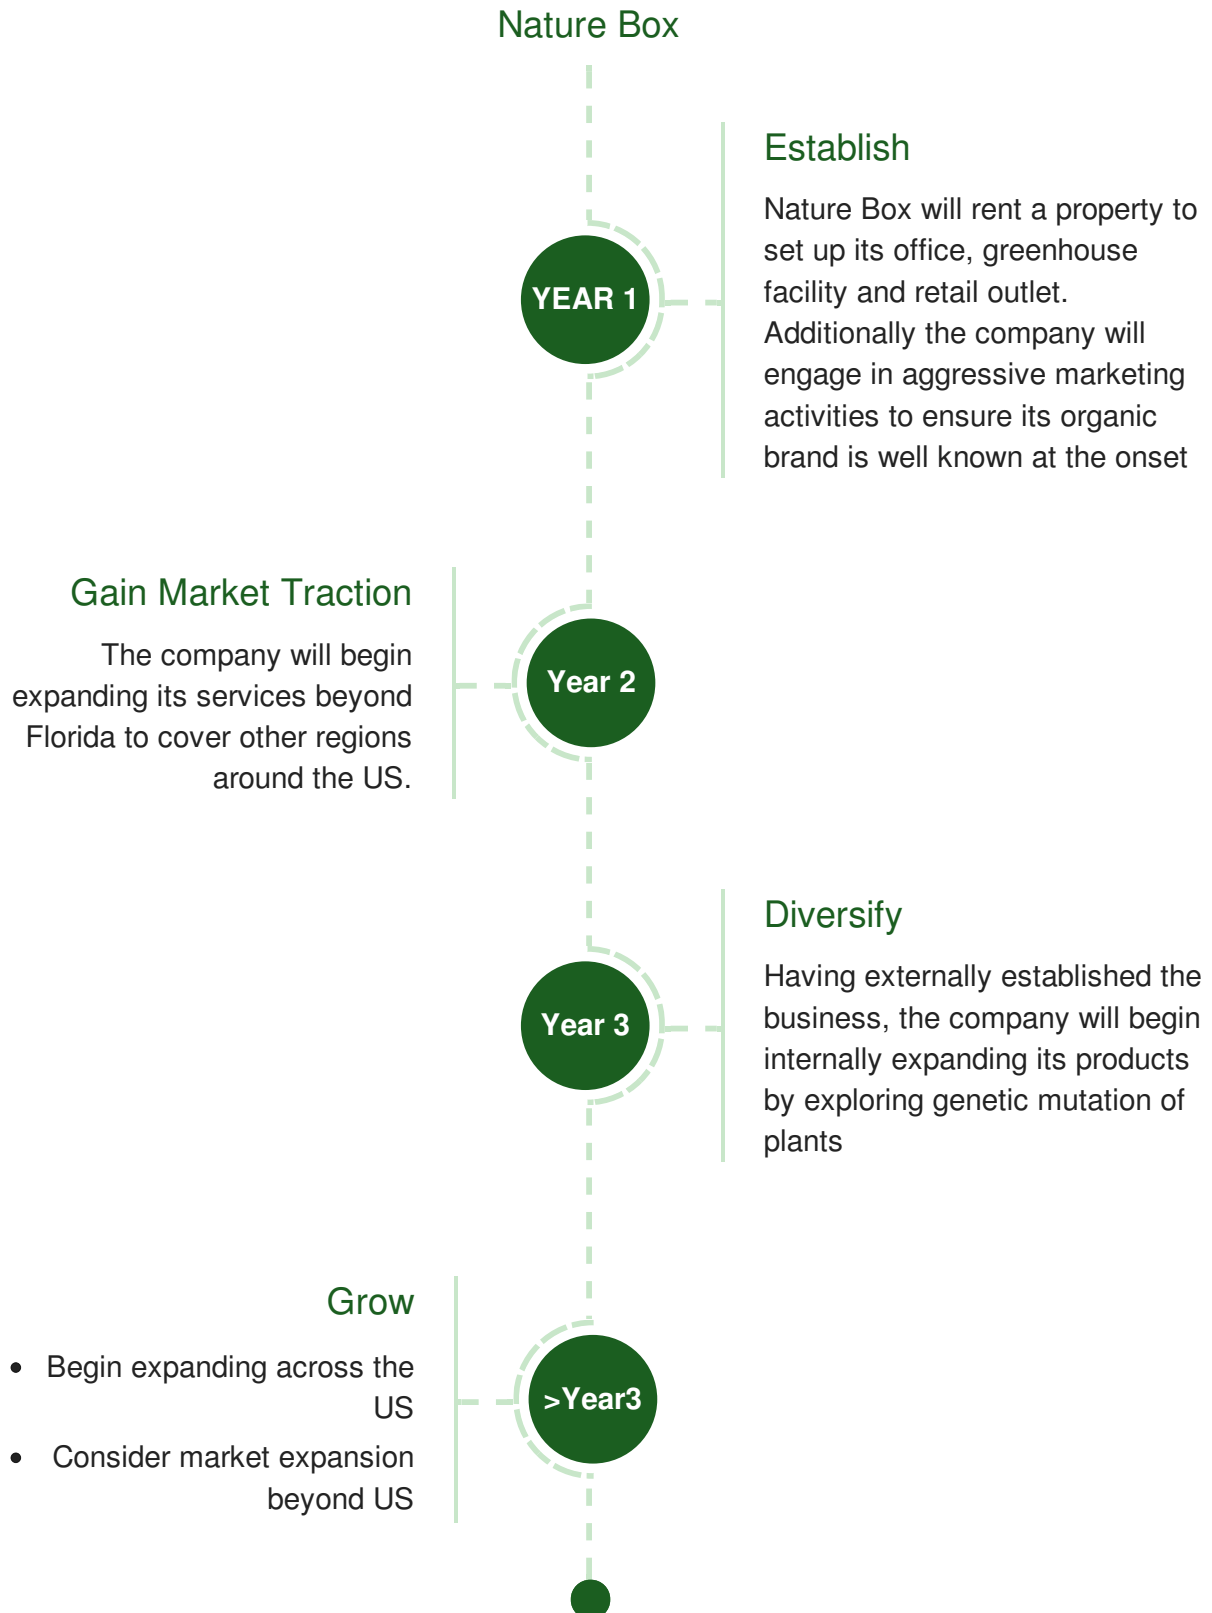 Nature Box
Establish
Nature Box will rent a property to
set up its office, greenhouse
facility and retail outlet.
Additionally the company will
engage in aggressive marketing
activities to ensure its organic
brand is well known at the onset
YEAR 1
Gain Market Traction
The company will begin
expanding its services beyond
Florida to cover other regions
around the US.
Year 2
Diversify
Having externally established the
business, the company will begin
internally expanding its products
by exploring genetic mutation of
plants
Year 3
Grow
• Begin expanding across the
US
• Consider market expansion
beyond US
>Year3